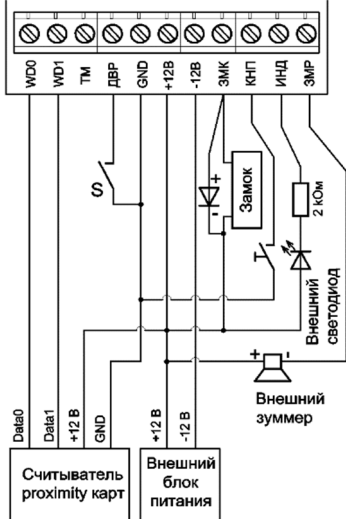 WD0
WD1
TM
ДВР
GND
+12В
-12В
ЗМК
КНП
ИНД
ЗМР
S
+
-
Замок
2 кОм
Внешний
светодиод
+
-
Внешний
зуммер
Data0
Data1
+12 В
GND
+12 В
-12 В
Считыватель
proximity карт
Внешний
блок
питания